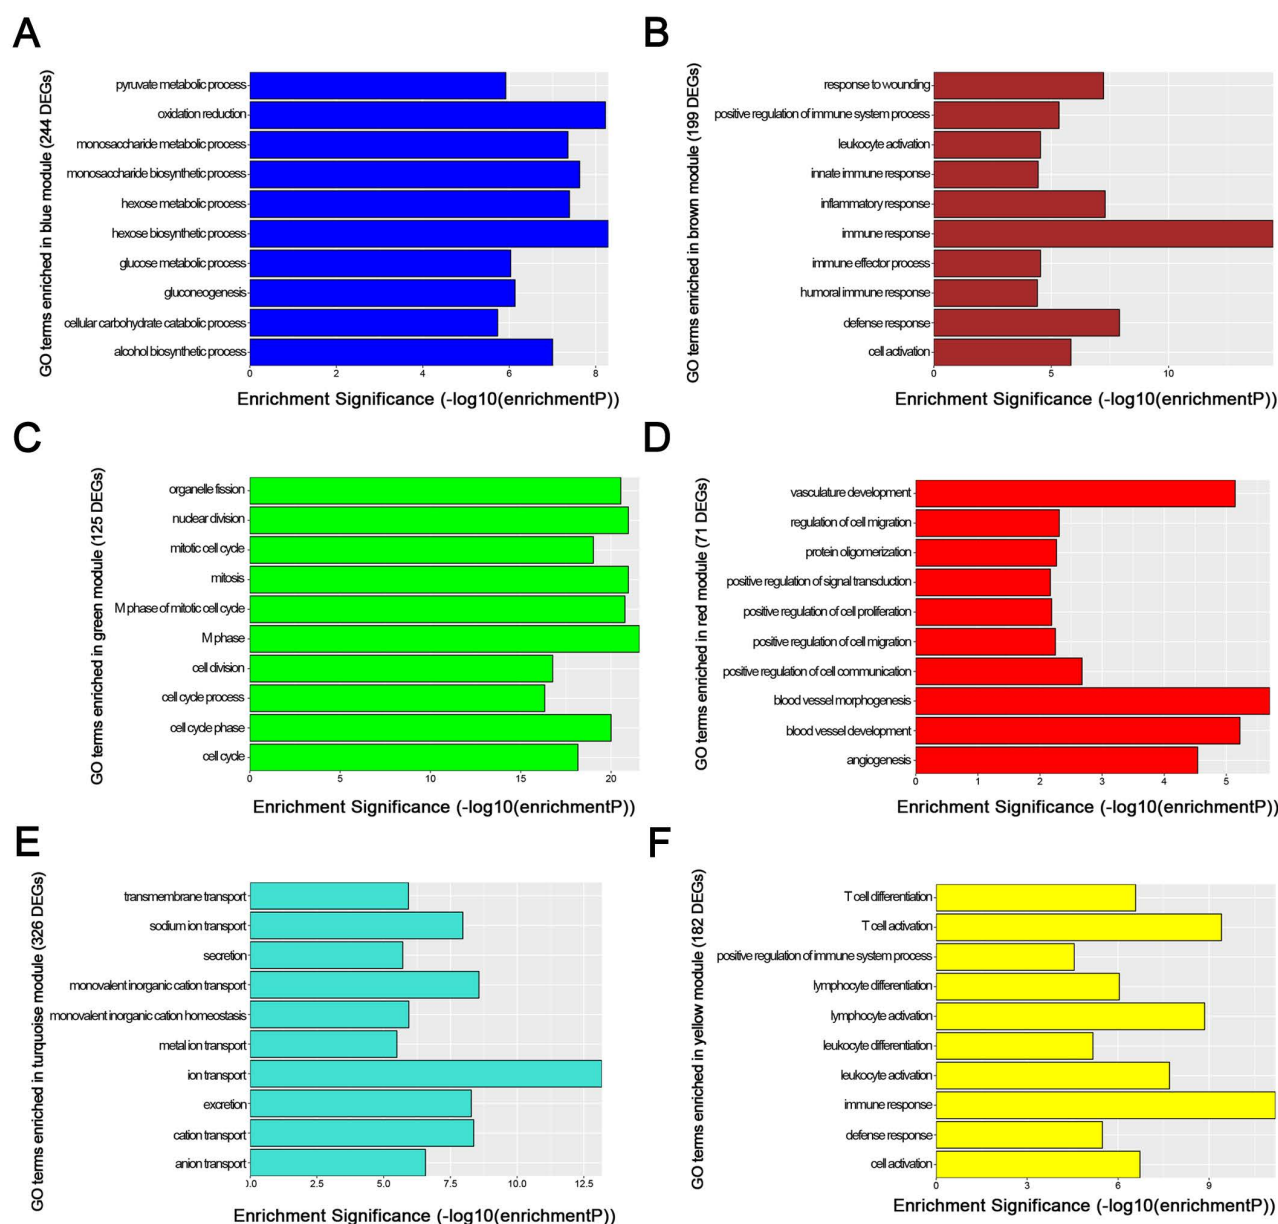 A
GO terms enriched in blue module (244 DEGs)
pyruvate metabolic process
oxidation reduction
monosaccharide metabolic process
monosaccharide biosynthetic process
hexose metabolic process
hexose biosynthetic process
glucose metabolic process
gluconeogenesis
cellular carbohydrate catabolic process
alcohol biosynthetic process
0 2 4 6 8
Enrichment Significance (-log10(enrichmentP))
B
GO terms enriched in brown module (199 DEGs)
response to wounding
positive regulation of immune system process
leukocyte activation
innate immune response
inflammatory response
immune response
immune effector process
humoral immune response
defense response
cell activation
0 5 10
Enrichment Significance (-log10(enrichmentP))
C
GO terms enriched in green module (125 DEGs)
organelle fission
nuclear division
mitotic cell cycle
mitosis
M phase of mitotic cell cycle
M phase
cell division
cell cycle process
cell cycle phase
cell cycle
0 5 10 15 20
Enrichment Significance (-log10(enrichmentP))
D
GO terms enriched in red module (71 DEGs)
vasculature development
regulation of cell migration
protein oligomerization
positive regulation of signal transduction
positive regulation of cell proliferation
positive regulation of cell migration
positive regulation of cell communication
blood vessel morphogenesis
blood vessel development
angiogenesis
0 1 2 3 4 5
Enrichment Significance (-log10(enrichmentP))
E
GO terms enriched in turquoise module (326 DEGs)
transmembrane transport
sodium ion transport
secretion
monovalent inorganic cation transport
monovalent inorganic cation homeostasis
metal ion transport
ion transport
excretion
cation transport
anion transport
0.0 2.5 5.0 7.5 10.0 12.5
Enrichment Significance (-log10(enrichmentP))
F
GO terms enriched in yellow module (182 DEGs)
T cell differentiation
T cell activation
positive regulation of immune system process
lymphocyte differentiation
lymphocyte activation
leukocyte differentiation
leukocyte activation
immune response
defense response
cell activation
0 3 6 9
Enrichment Significance (-log10(enrichmentP))